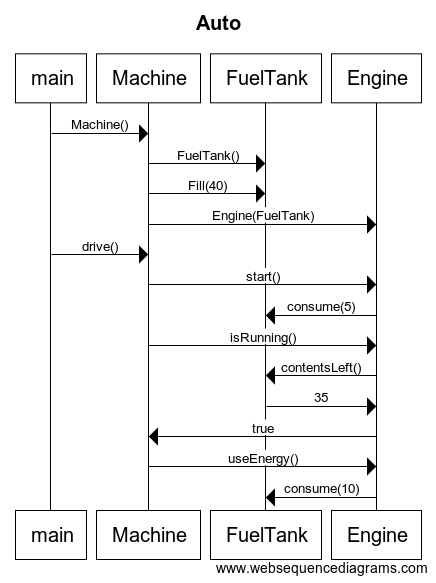 Auto
main Machine FuelTank Engine
Machine()
FuelTank()
Fill(40)
Engine(FuelTank)
drive()
start()
consume(5)
isRunning()
contentsLeft()
35
true
useEnergy()
consume(10)
main Machine FuelTank Engine
www.websequencediagrams.com